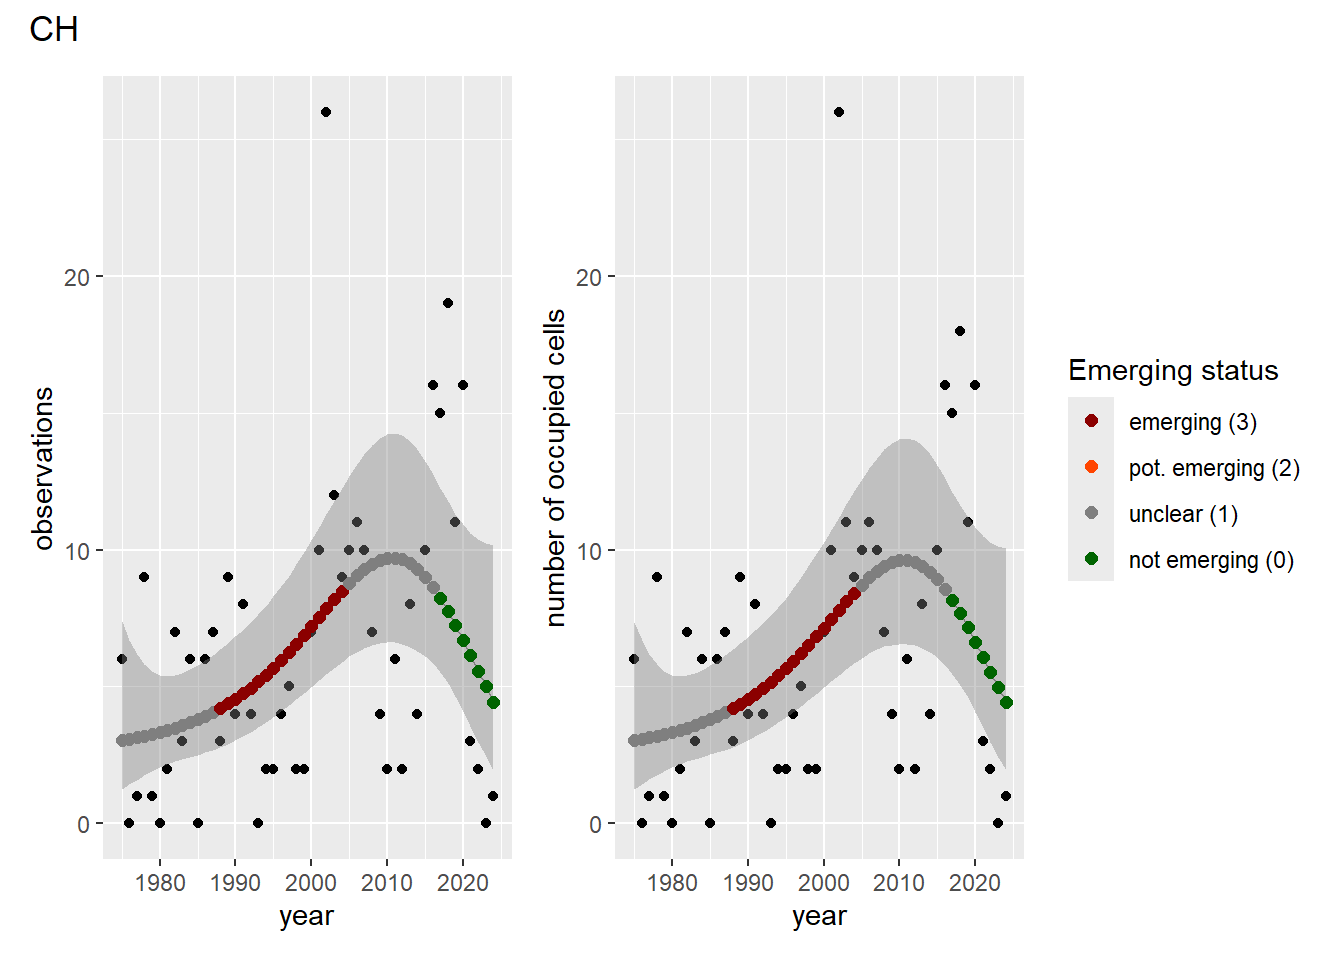 CH
observations
20
10
0
1980 1990 2000 2010 2020
year
number of occupied cells
20
10
0
1980 1990 2000 2010 2020
year
Emerging status
emerging (3)
pot. emerging (2)
unclear (1)
not emerging (0)